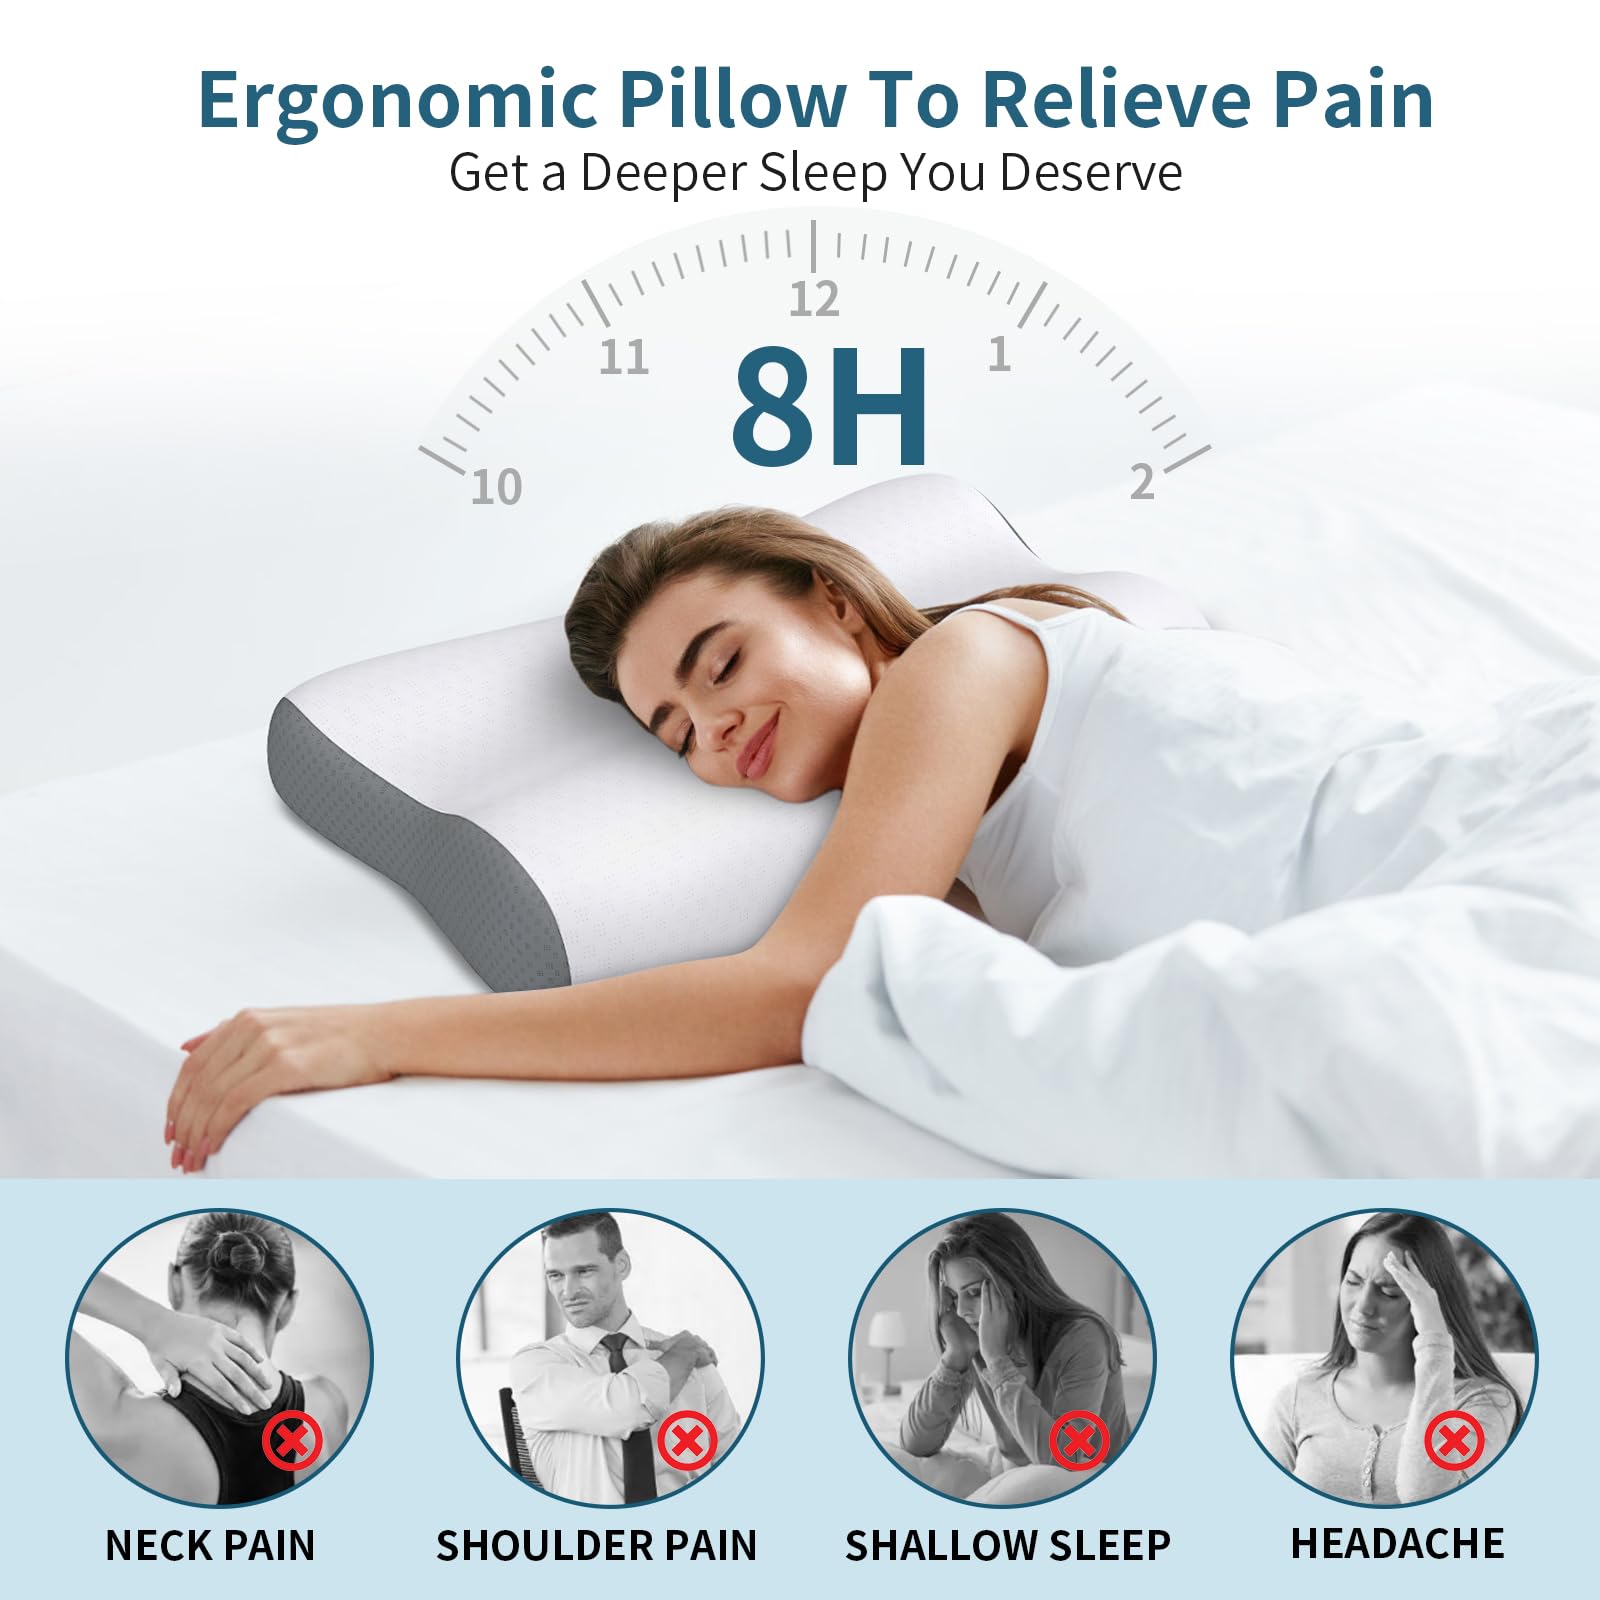 Ergonomic Pillow To Relieve Pain
Get a Deeper Sleep You Deserve
12
11
1
8H
10
2
NECK PAIN
SHOULDER PAIN
SHALLOW SLEEP
HEADACHE